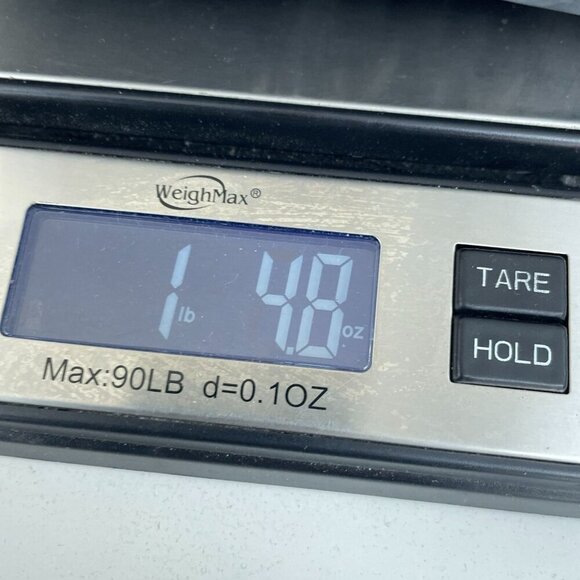 WeighMax®
1 lb 4.8 oz
TARE
HOLD
Max:90LB d=0.1OZ